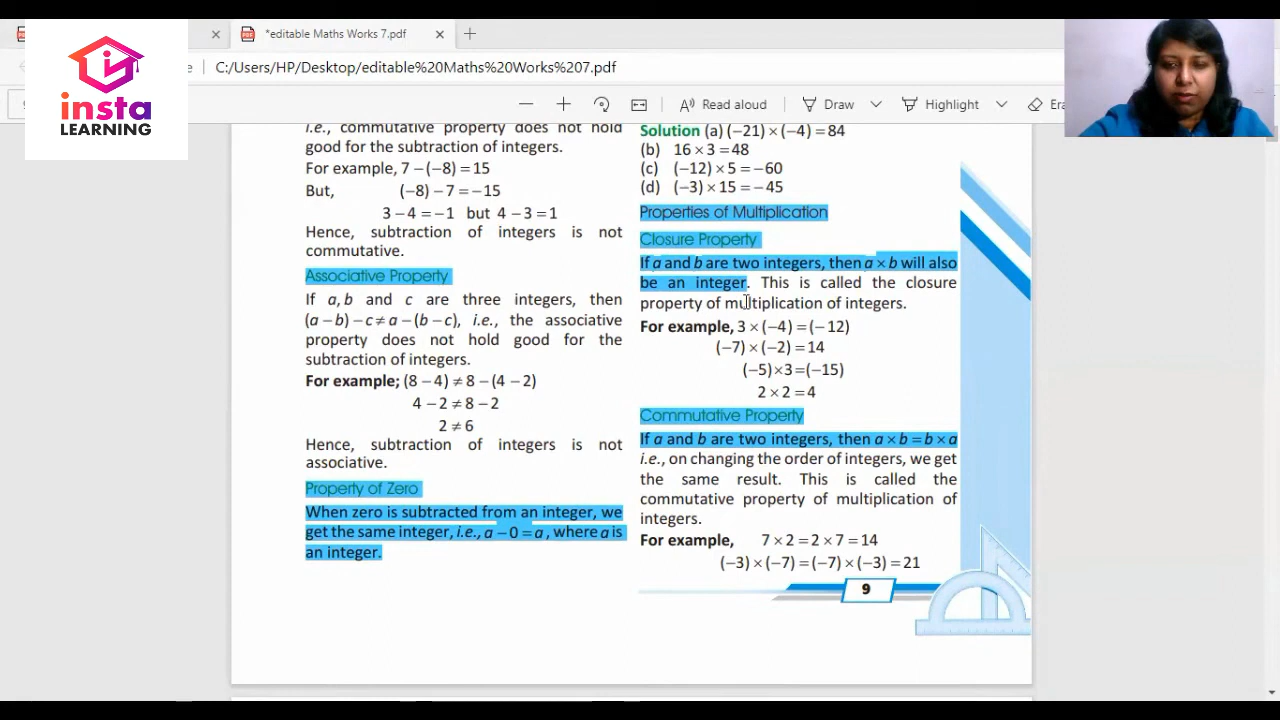 *editable Maths Works 7.pdf
insta
LEARNING
C:/Users/HP/Desktop/editable%20Maths%20Works%207.pdf
Read aloud
Draw
Highlight
i.e., commutative property does not hold
good for the subtraction of integers.
For example, 7 − (−8) = 15
But, (−8) − 7 = −15
3 − 4 = −1 but 4 − 3 = 1
Hence, subtraction of integers is not
commutative.
Associative Property
If a, b and c are three integers, then
(a − b) − c ≠ a − (b − c), i.e., the associative
property does not hold good for the
subtraction of integers.
For example; (8 − 4) ≠ 8 − (4 − 2)
4 − 2 ≠ 8 − 2
2 ≠ 6
Hence, subtraction of integers is not
associative.
Property of Zero
When zero is subtracted from an integer, we
get the same integer, i.e., a − 0 = a, where a is
an integer.
Solution (a) (−21) × (−4) = 84
(b) 16 × 3 = 48
(c) (−12) × 5 = −60
(d) (−3) × 15 = −45
Properties of Multiplication
Closure Property
If a and b are two integers, then a × b will also
be an integer. This is called the closure
property of multiplication of integers.
For example, 3 × (−4) = (− 12)
(−7) × (−2) = 14
(−5) × 3 = (−15)
2 × 2 = 4
Commutative Property
If a and b are two integers, then a × b = b × a
i.e., on changing the order of integers, we get
the same result. This is called the
commutative property of multiplication of
integers.
For example, 7 × 2 = 2 × 7 = 14
(−3) × (−7) = (−7) × (−3) = 21
9